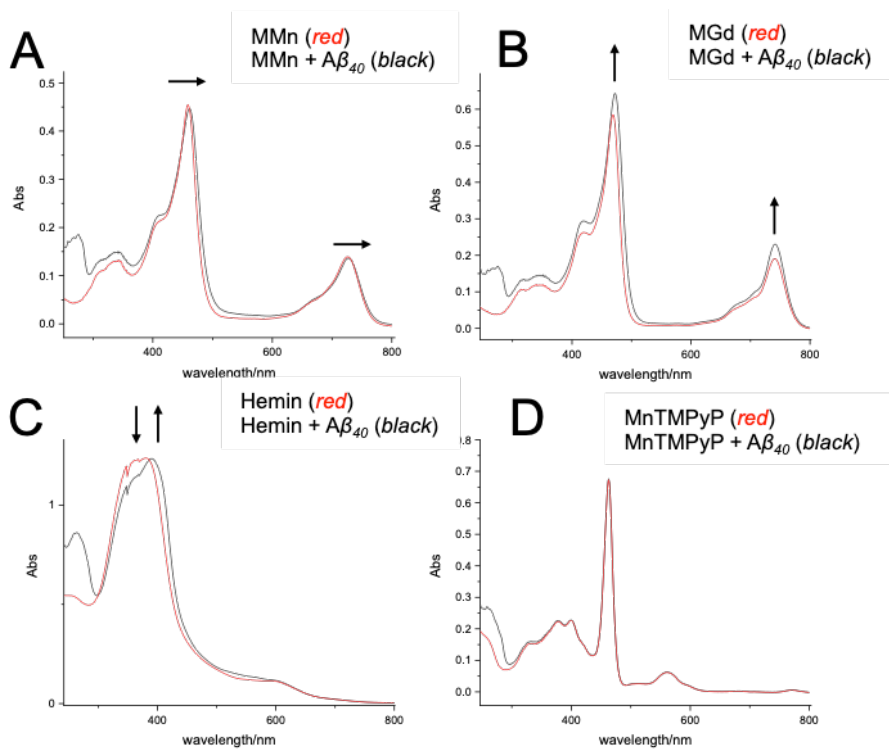 A
MMn (red)
MMn + Aβ40 (black)
0.5
0.4
0.3
0.2
0.1
0.0
Abs
400
600
800
wavelength/nm
B
MGd (red)
MGd + Aβ40 (black)
0.6
0.5
0.4
0.3
0.2
0.1
0.0
Abs
400
600
800
wavelength/nm
C
Hemin (red)
Hemin + Aβ40 (black)
1
0
Abs
400
600
800
wavelength/nm
D
MnTMPyP (red)
MnTMPyP + Aβ40 (black)
0.8
0.7
0.6
0.5
0.4
0.3
0.2
0.1
0.0
Abs
400
600
800
wavelength/nm